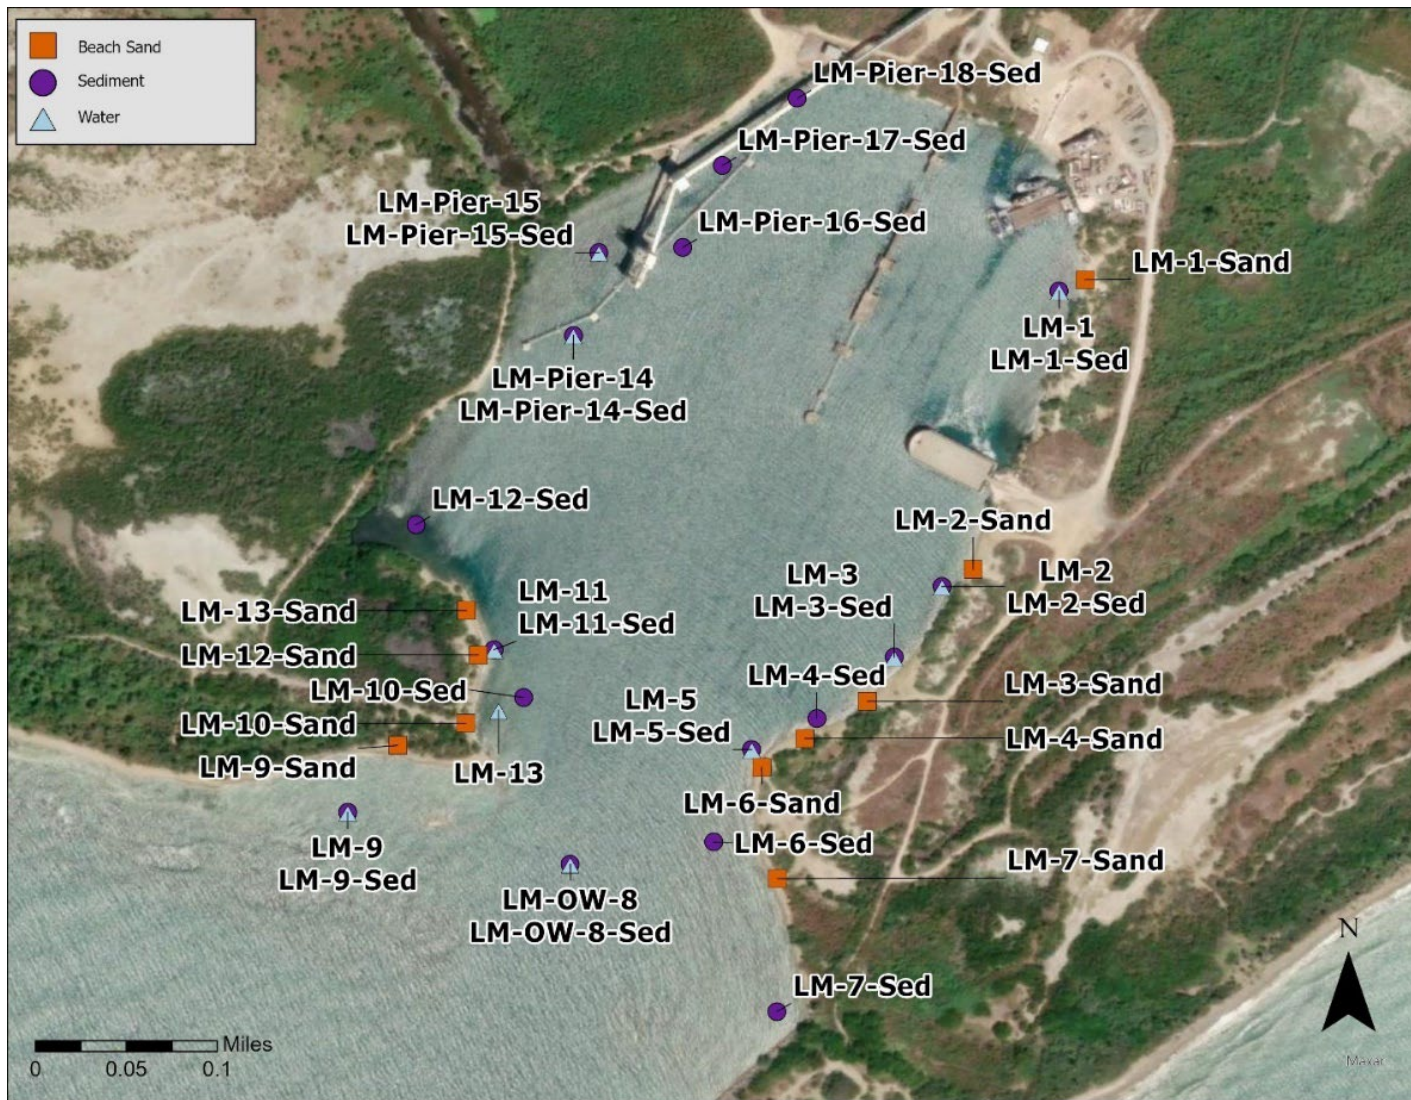 Beach Sand
Sediment
Water
LM-Pier-18-Sed
LM-Pier-17-Sed
LM-Pier-15
LM-Pier-15-Sed
LM-Pier-16-Sed
LM-1-Sand
LM-1
LM-1-Sed
LM-Pier-14
LM-Pier-14-Sed
LM-12-Sed
LM-2-Sand
LM-3
LM-3-Sed
LM-2
LM-2-Sed
LM-11
LM-11-Sed
LM-13-Sand
LM-12-Sand
LM-10-Sed
LM-4-Sed
LM-3-Sand
LM-5
LM-5-Sed
LM-10-Sand
LM-4-Sand
LM-9-Sand
LM-13
LM-6-Sand
LM-6-Sed
LM-9
LM-9-Sed
LM-7-Sand
LM-OW-8
LM-OW-8-Sed
LM-7-Sed
N
Miles
0 0.05 0.1
Maxar